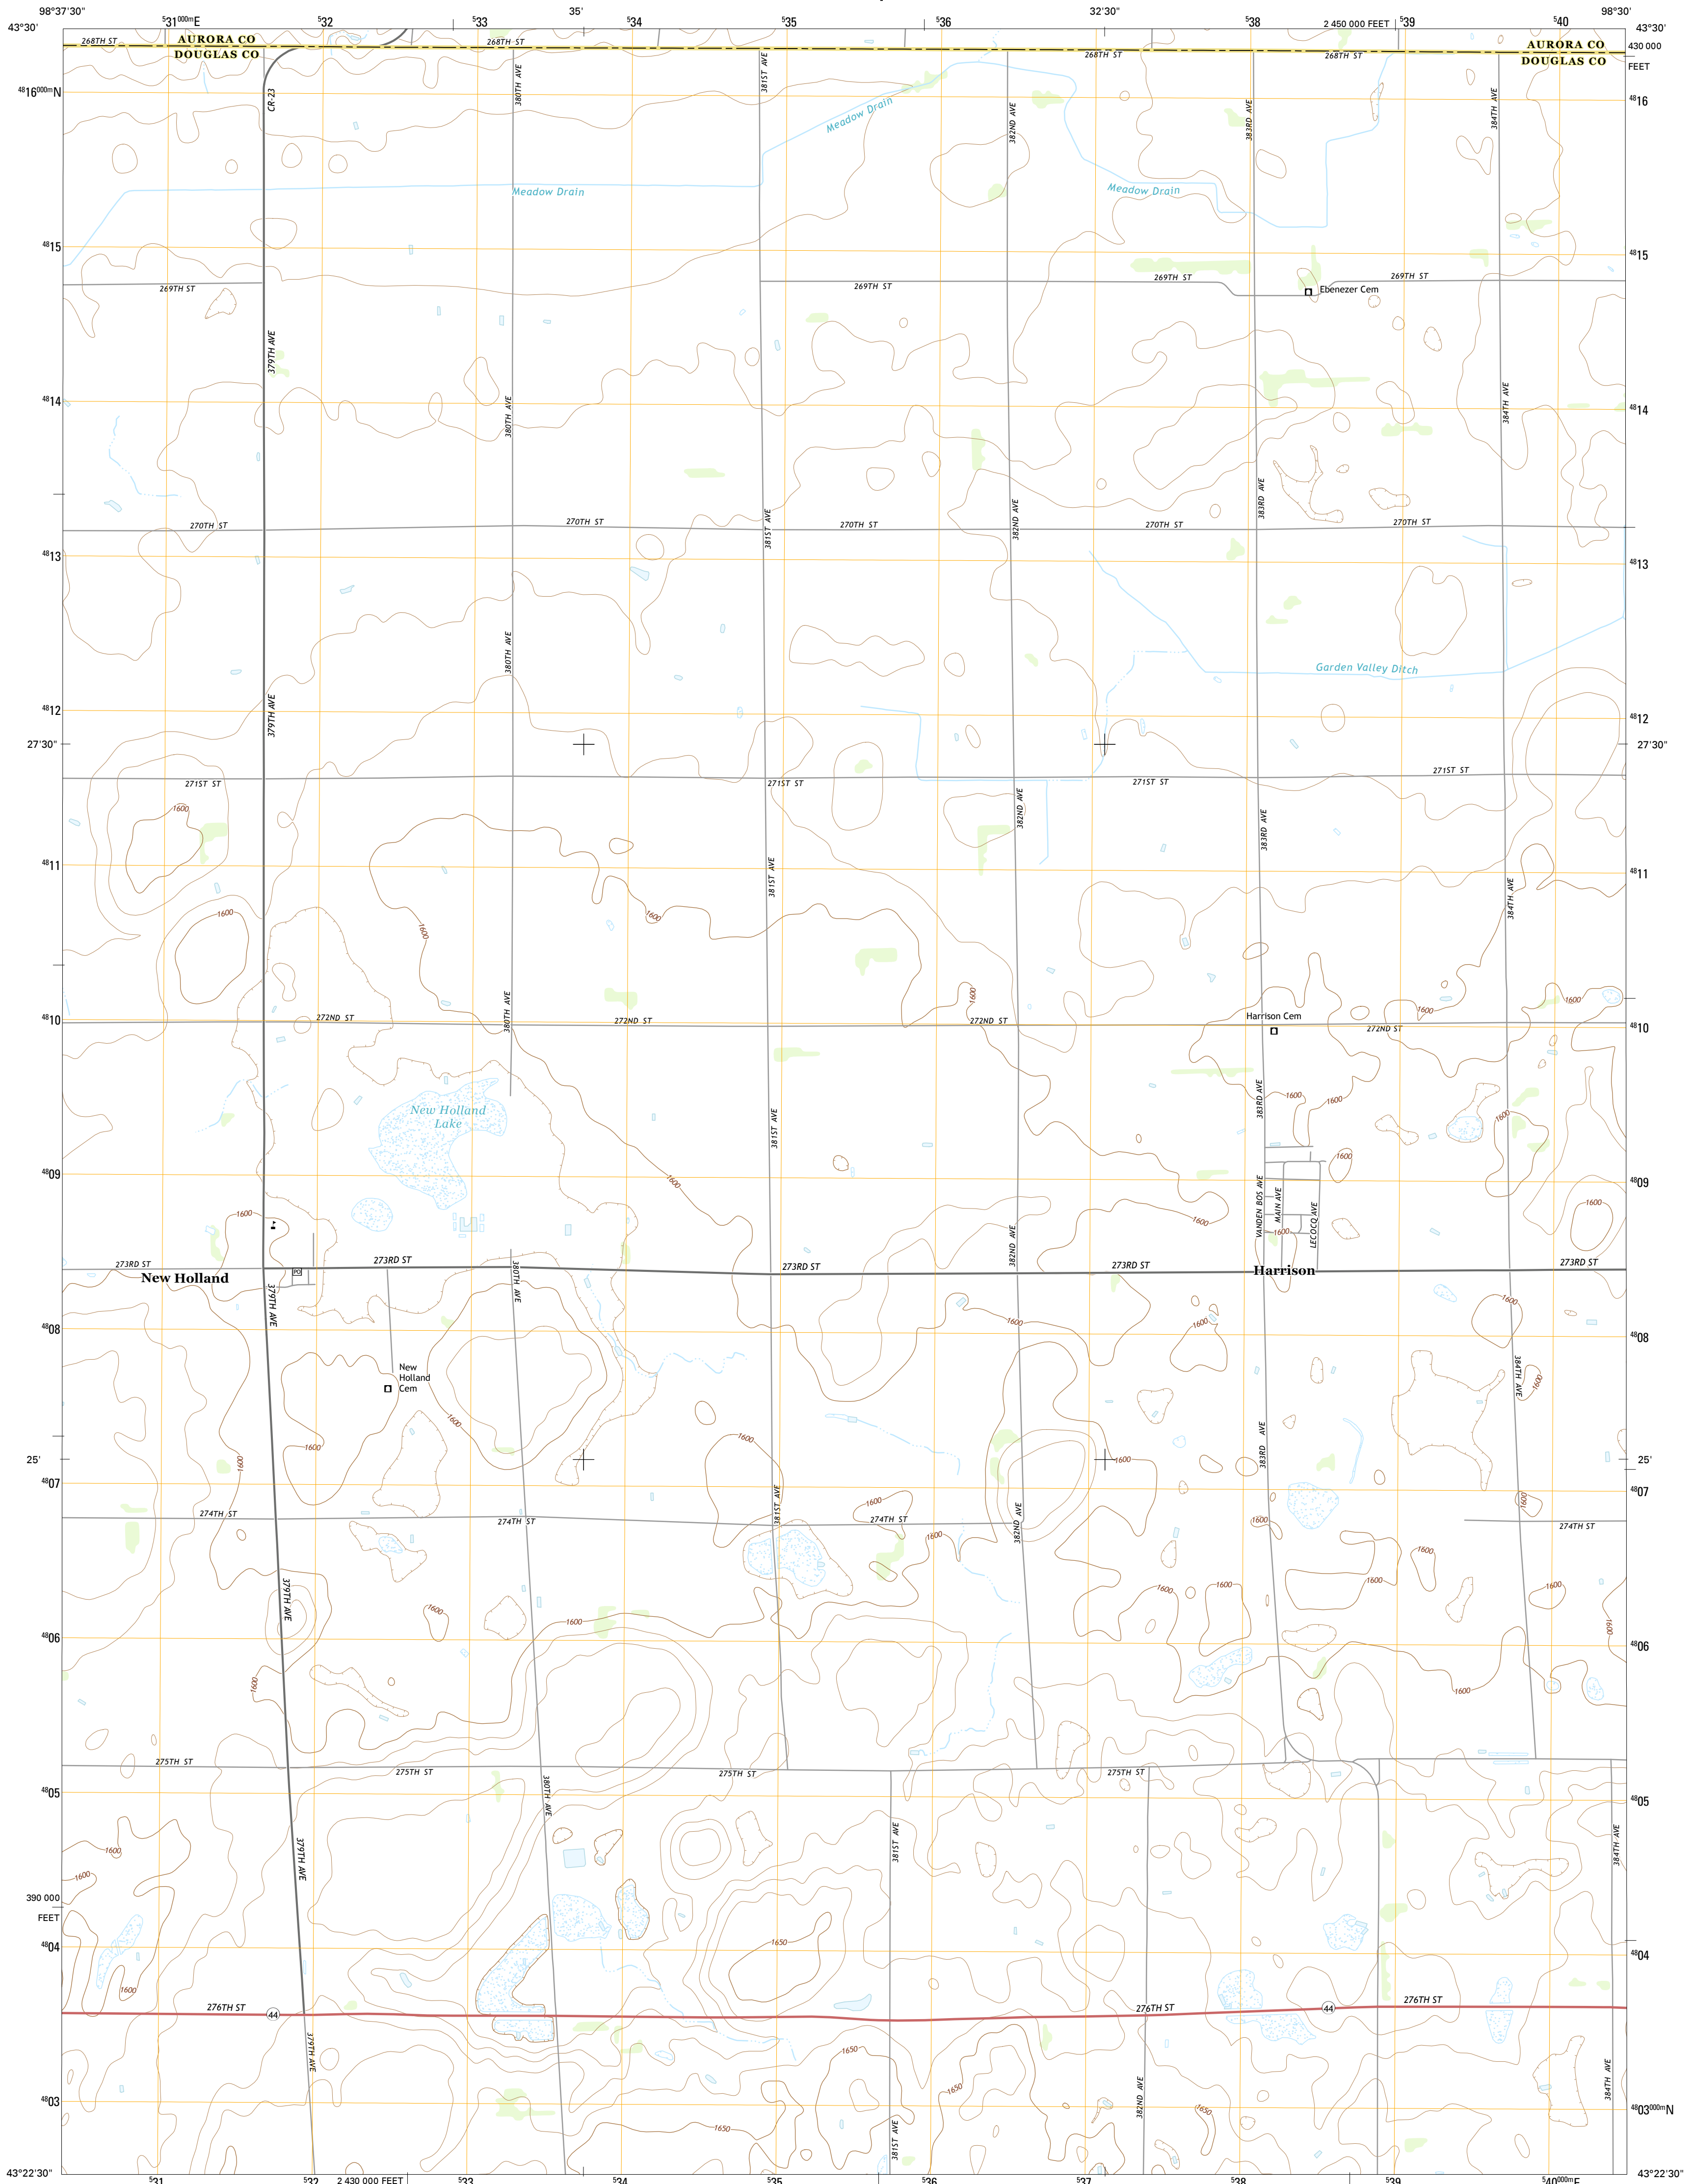 98°37'30"
⁵31⁰⁰⁰ᵐE
⁵32
⁵33
35'
⁵34
⁵35
⁵36
32'30"
⁵38
2 450 000 FEET
⁵39
⁵40
98°30'
43°30'
43°30'
268TH ST
AURORA CO
DOUGLAS CO
268TH ST
268TH ST
268TH ST
AURORA CO
DOUGLAS CO
430 000
FEET
⁴⁸16⁰⁰⁰ᵐN
CR-23
380TH AVE
381ST AVE
Meadow Drain
382ND AVE
383RD AVE
384TH AVE
⁴⁸16
Meadow Drain
Meadow Drain
⁴⁸15
⁴⁸15
269TH ST
269TH ST
269TH ST
269TH ST
Ebenezer Cem
379TH AVE
⁴⁸14
380TH AVE
384TH AVE
⁴⁸14
383RD AVE
270TH ST
270TH ST
381ST AVE
270TH ST
382ND AVE
270TH ST
270TH ST
⁴⁸13
⁴⁸13
380TH AVE
Garden Valley Ditch
379TH AVE
⁴⁸12
⁴⁸12
27'30"
27'30"
271ST ST
271ST ST
271ST ST
271ST ST
1600
382ND AVE
383RD AVE
⁴⁸11
381ST AVE
384TH AVE
⁴⁸11
1600
1600
1600
380TH AVE
1600
1600
1600
⁴⁸10
272ND ST
272ND ST
272ND ST
Harrison Cem
272ND ST
⁴⁸10
New Holland
Lake
381ST AVE
383RD AVE
1600
1600
1600
⁴⁸09
1600
1600
⁴⁸09
1600
1600
VANDEN BOS AVE
MAIN AVE
LECOCQ AVE
1600
1600
382ND AVE
273RD ST
New Holland
PO
273RD ST
380TH AVE
273RD ST
273RD ST
Harrison
273RD ST
379TH AVE
⁴⁸08
1600
1600
1600
⁴⁸08
New
Holland
Cem
384TH AVE
1600
1600
1600
1600
1600
383RD AVE
25'
1600
25'
⁴⁸07
⁴⁸07
381ST AVE
1600
1600
274TH ST
274TH ST
274TH ST
1600
382ND AVE
1600
274TH ST
1600
379TH AVE
1600
1600
1600
1600
1600
1600
1600
⁴⁸06
⁴⁸06
1600
1600
275TH ST
275TH ST
275TH ST
275TH ST
⁴⁸05
380TH AVE
⁴⁸05
1600
379TH AVE
381ST AVE
384TH AVE
1600
390 000
FEET
⁴⁸04
1650
⁴⁸04
1600
276TH ST
44
276TH ST
44
276TH ST
379TH AVE
1650
1650
384TH AVE
⁴⁸03
1650
381ST AVE
382ND AVE
1650
⁴⁸03⁰⁰⁰ᵐN
43°22'30"
43°22'30"
⁵31
⁵32
2 430 000 FEET
⁵33
⁵34
⁵35
⁵36
⁵37
⁵38
⁵39
⁵40⁰⁰⁰ᵐE